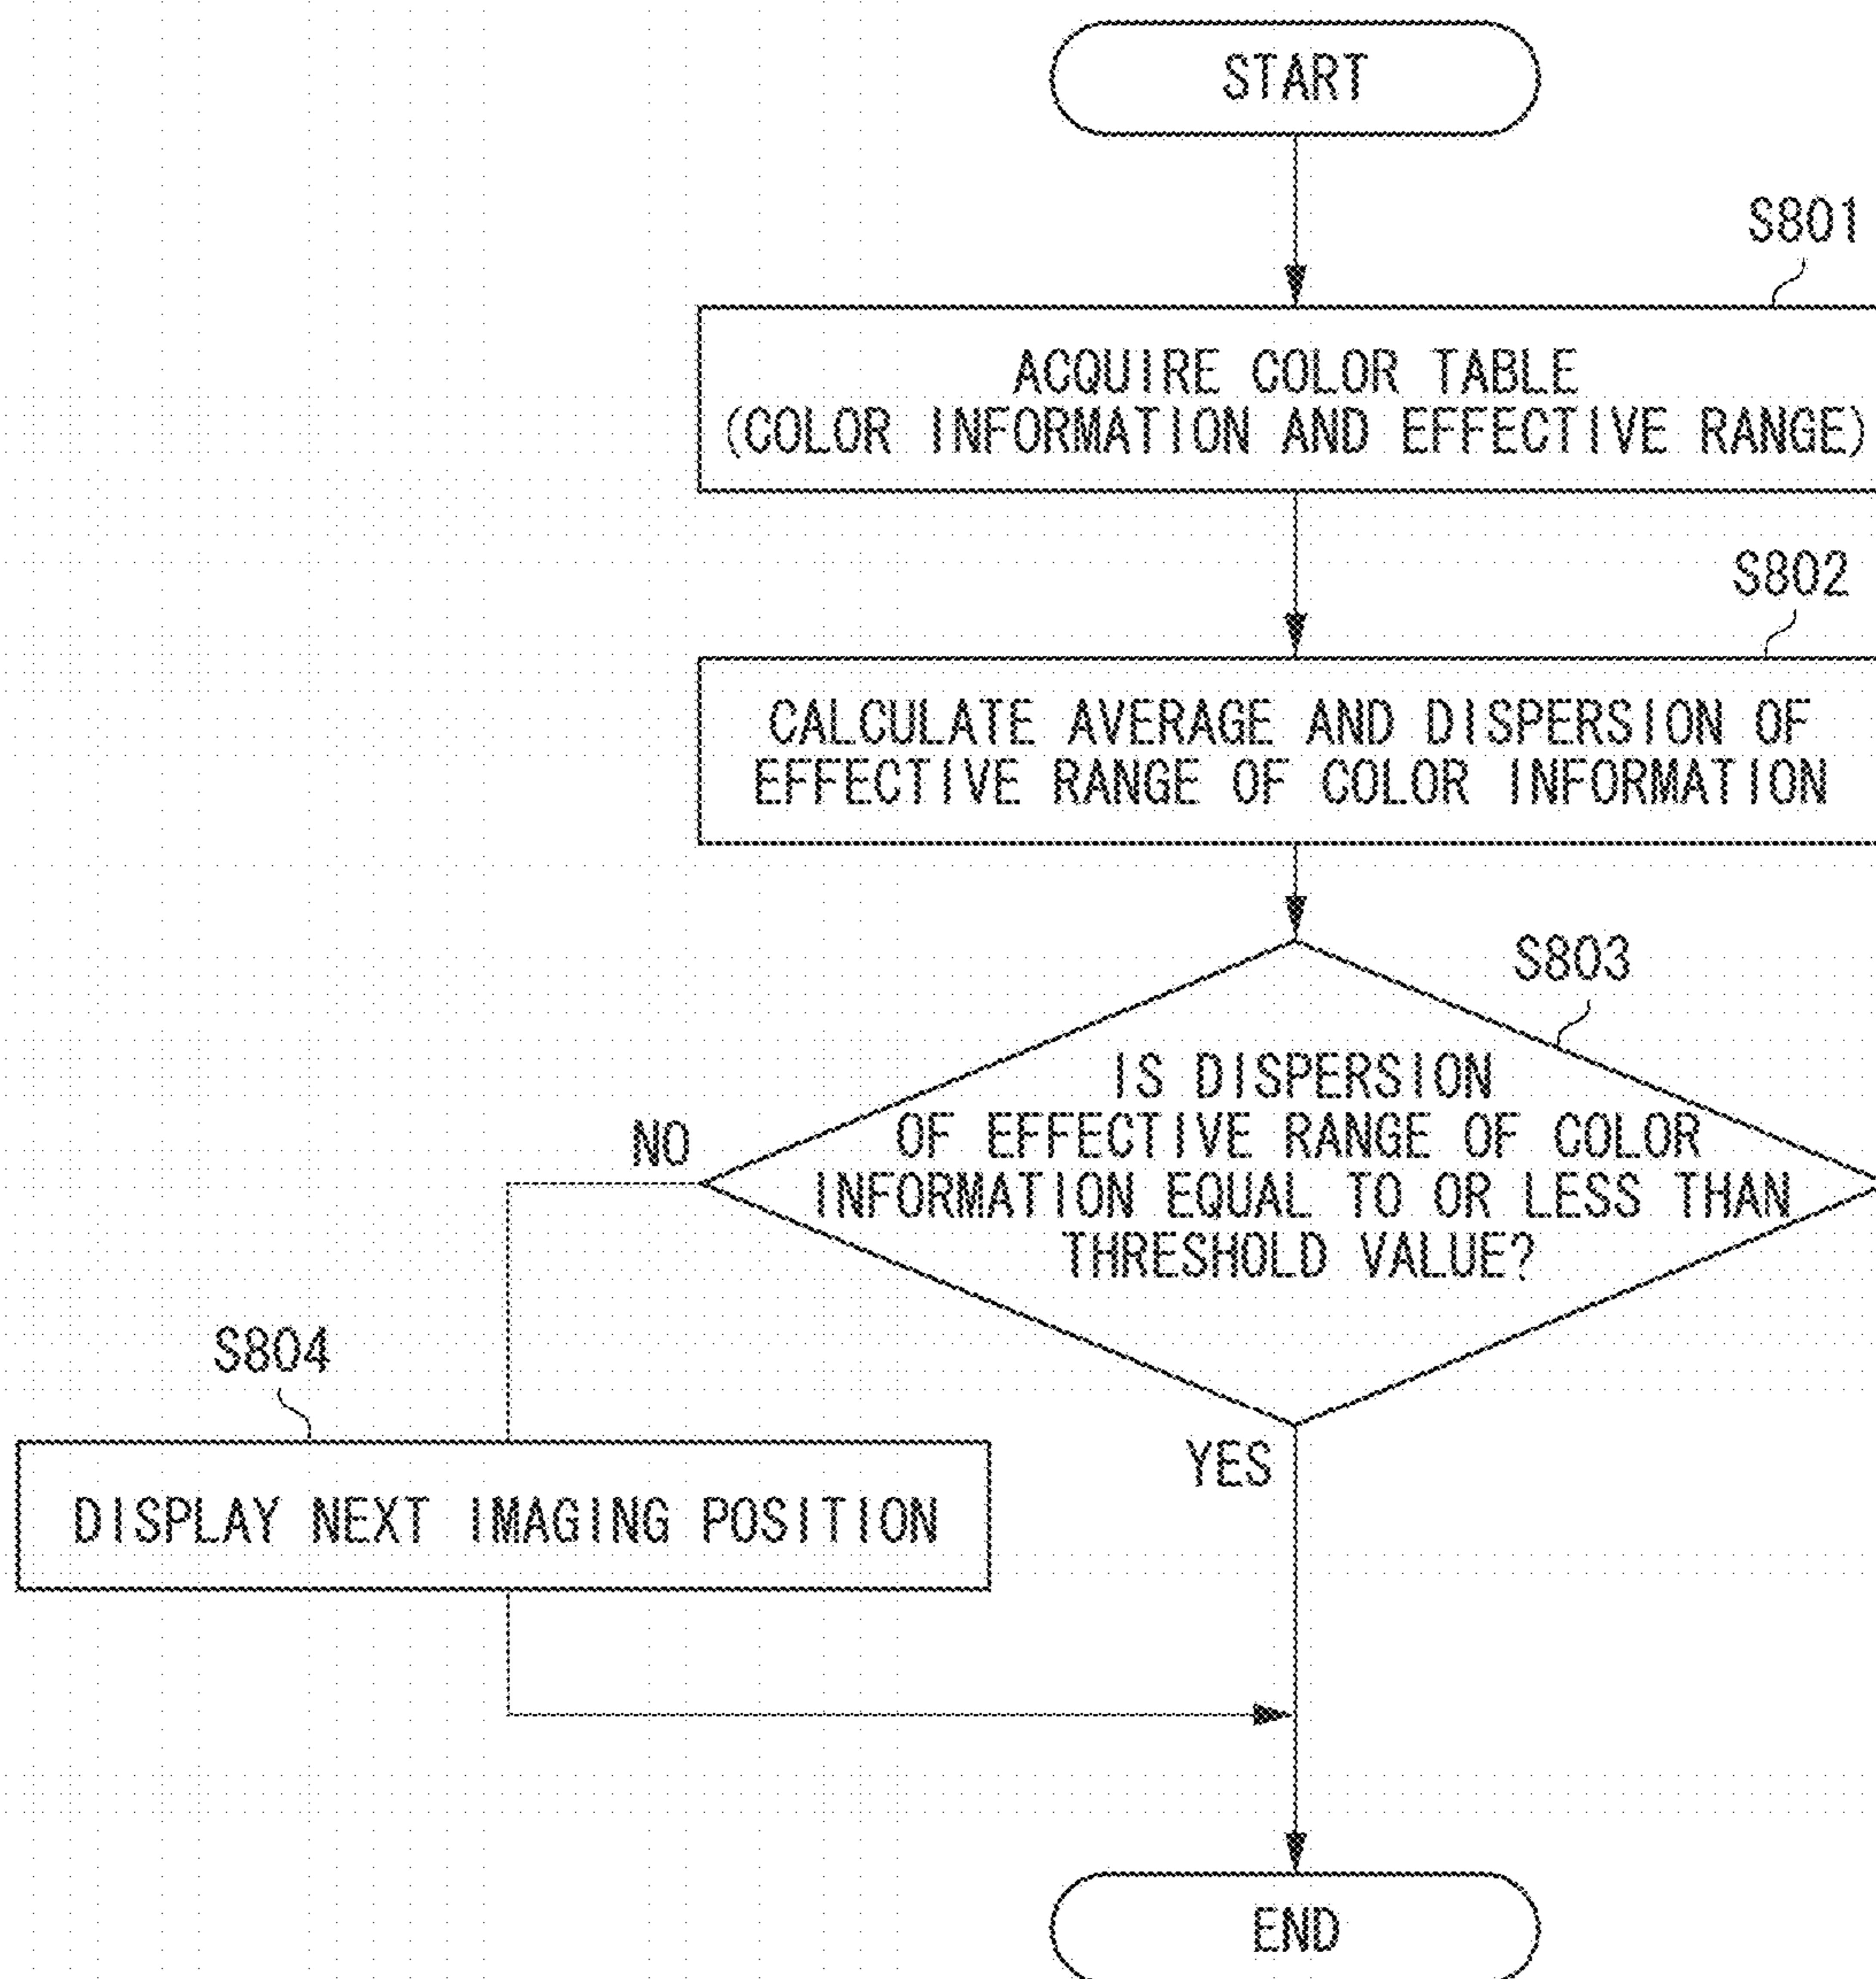 START
S801
ACQUIRE COLOR TABLE
(COLOR INFORMATION AND EFFECTIVE RANGE)
S802
CALCULATE AVERAGE AND DISPERSION OF
EFFECTIVE RANGE OF COLOR INFORMATION
S803
IS DISPERSION
OF EFFECTIVE RANGE OF COLOR
INFORMATION EQUAL TO OR LESS THAN
THRESHOLD VALUE?
NO
S804
DISPLAY NEXT IMAGING POSITION
YES
END